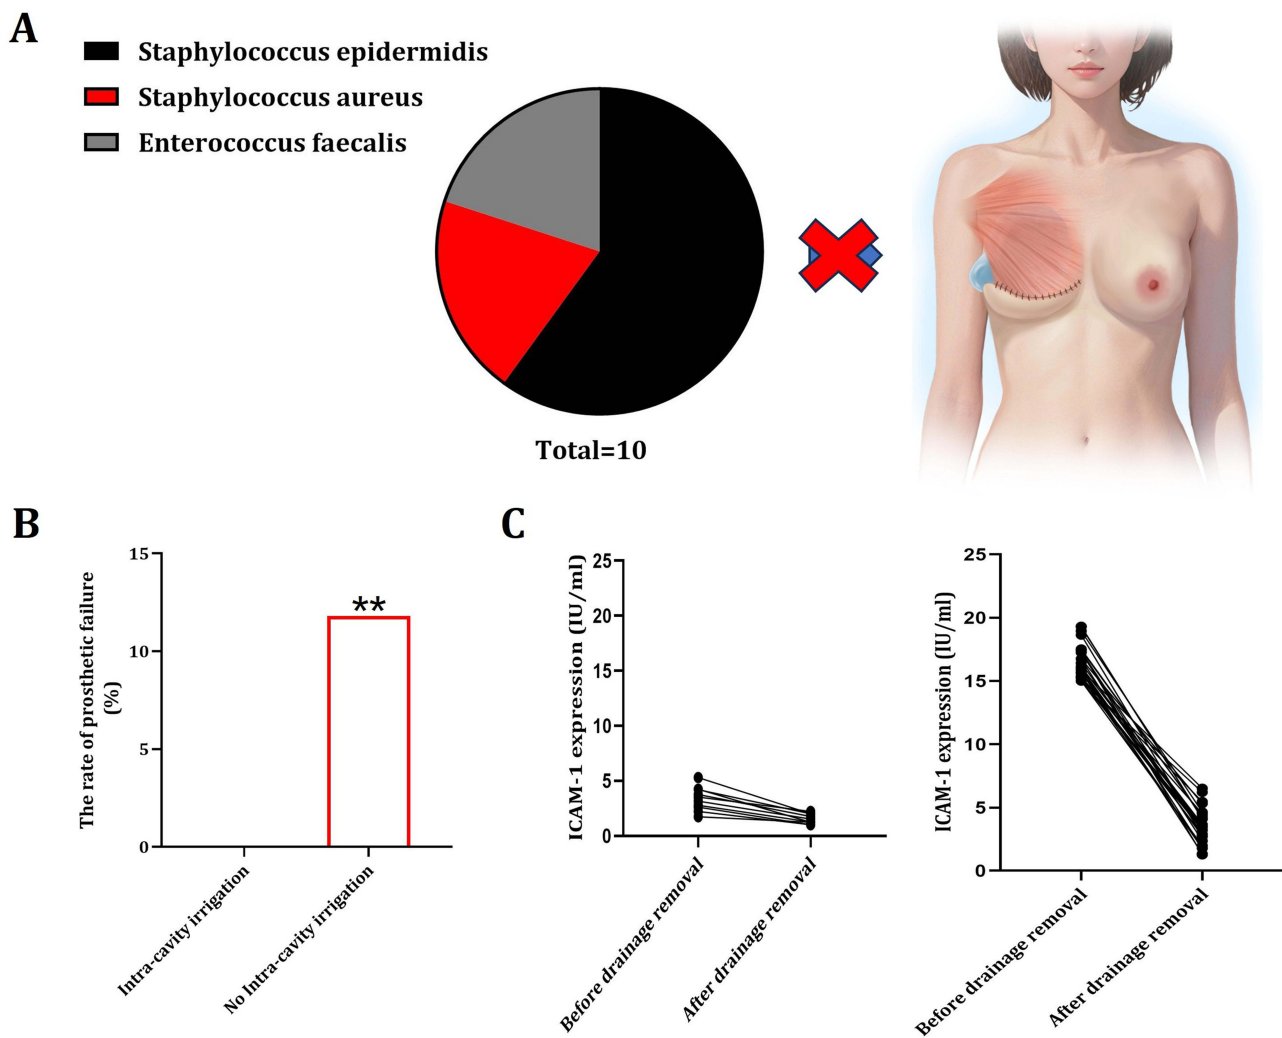 A
Staphylococcus epidermidis
Staphylococcus aureus
Enterococcus faecalis
Total=10
B
The rate of prosthetic failure
(%)
15
10
5
0
**
Intra-cavity irrigation
No Intra-cavity irrigation
C
ICAM-1 expression (IU/ml)
25
20
15
10
5
0
Before drainage removal
After drainage removal
ICAM-1 expression (IU/ml)
25
20
15
10
5
0
Before drainage removal
After drainage removal